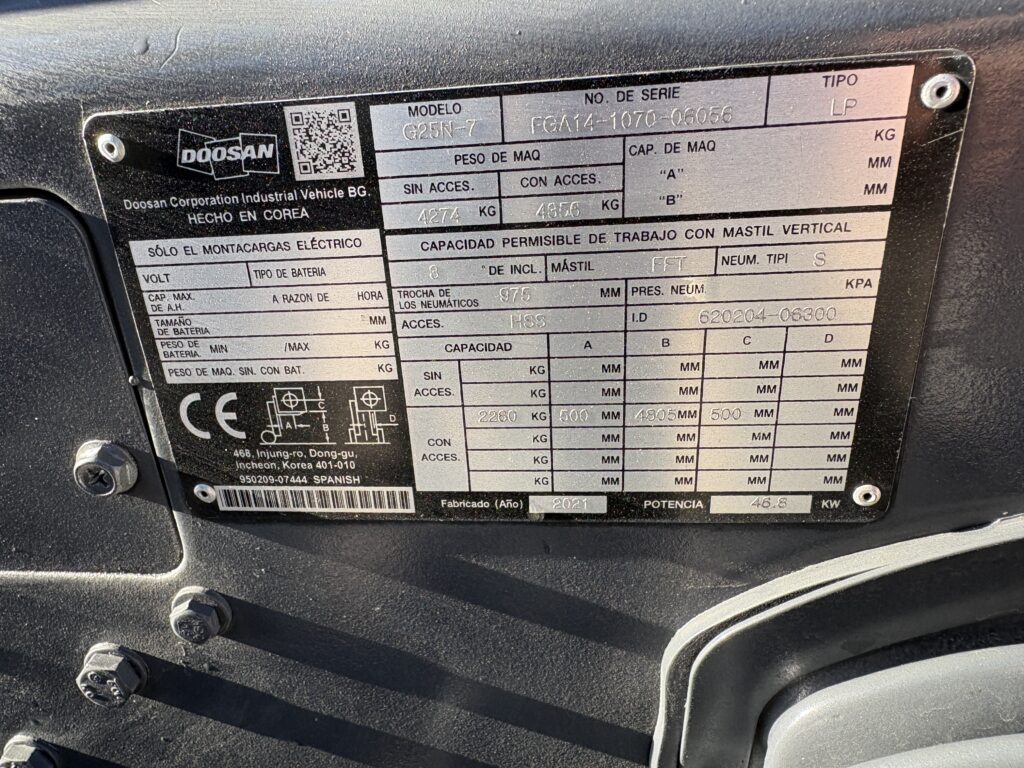 DOOSAN
Doosan Corporation Industrial Vehicle BG.
HECHO EN COREA
MODELO G25N-7
NO. DE SERIE FGA14-1070-06056
TIPO LP
PESO DE MAQ
SIN ACCES. 4274 KG
CON ACCES. 4856 KG
CAP. DE MAQ KG
"A" MM
"B" MM
SÓLO EL MONTACARGAS ELÉCTRICO
VOLT TIPO DE BATERIA
CAP. MAX. DE A.H. A RAZON DE HORA
TAMAÑO DE BATERIA MM
PESO DE BATERIA. MIN /MAX KG
PESO DE MAQ. SIN. CON BAT. KG
CAPACIDAD PERMISIBLE DE TRABAJO CON MASTIL VERTICAL
8 ° DE INCL. MÁSTIL FFT NEUM. TIPI S
TROCHA DE LOS NEUMÁTICOS 975 MM PRES. NEUM. KPA
ACCES. HSS I.D 620204-06300
CAPACIDAD A B C D
SIN ACCES. KG MM MM MM MM
KG MM MM MM MM
CON ACCES. 2260 KG 500 MM 4805 MM 500 MM MM
KG MM MM MM MM
KG MM MM MM MM
KG MM MM MM MM
CE
C
A
B
D
468, Injung-ro, Dong-gu,
Incheon, Korea 401-010
950209-07444 SPANISH
Fabricado (Año) 2021 POTENCIA 46.8 KW